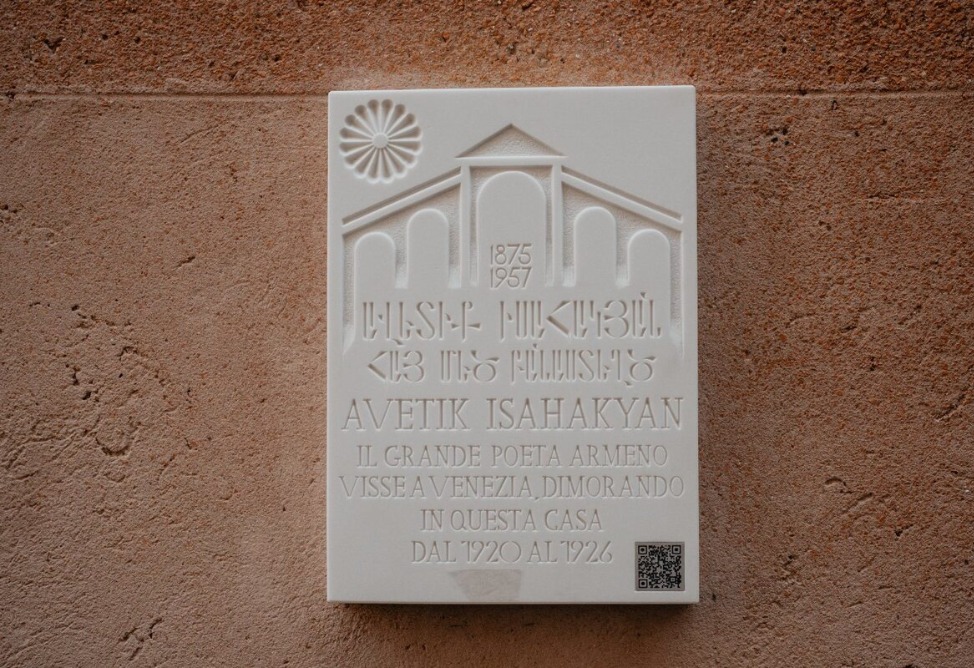 1875
1957
ԱՎԵՏԻՔ ԻՍԱՀԱԿՅԱՆ
ՀԱՅ ՄԵԾ ԲԱՆԱՍՏԵՂԾ
AVETIK ISAHAKYAN
IL GRANDE POETA ARMENO
VISSE A VENEZIA, DIMORANDO
IN QUESTA CASA
DAL 1920 AL 1926